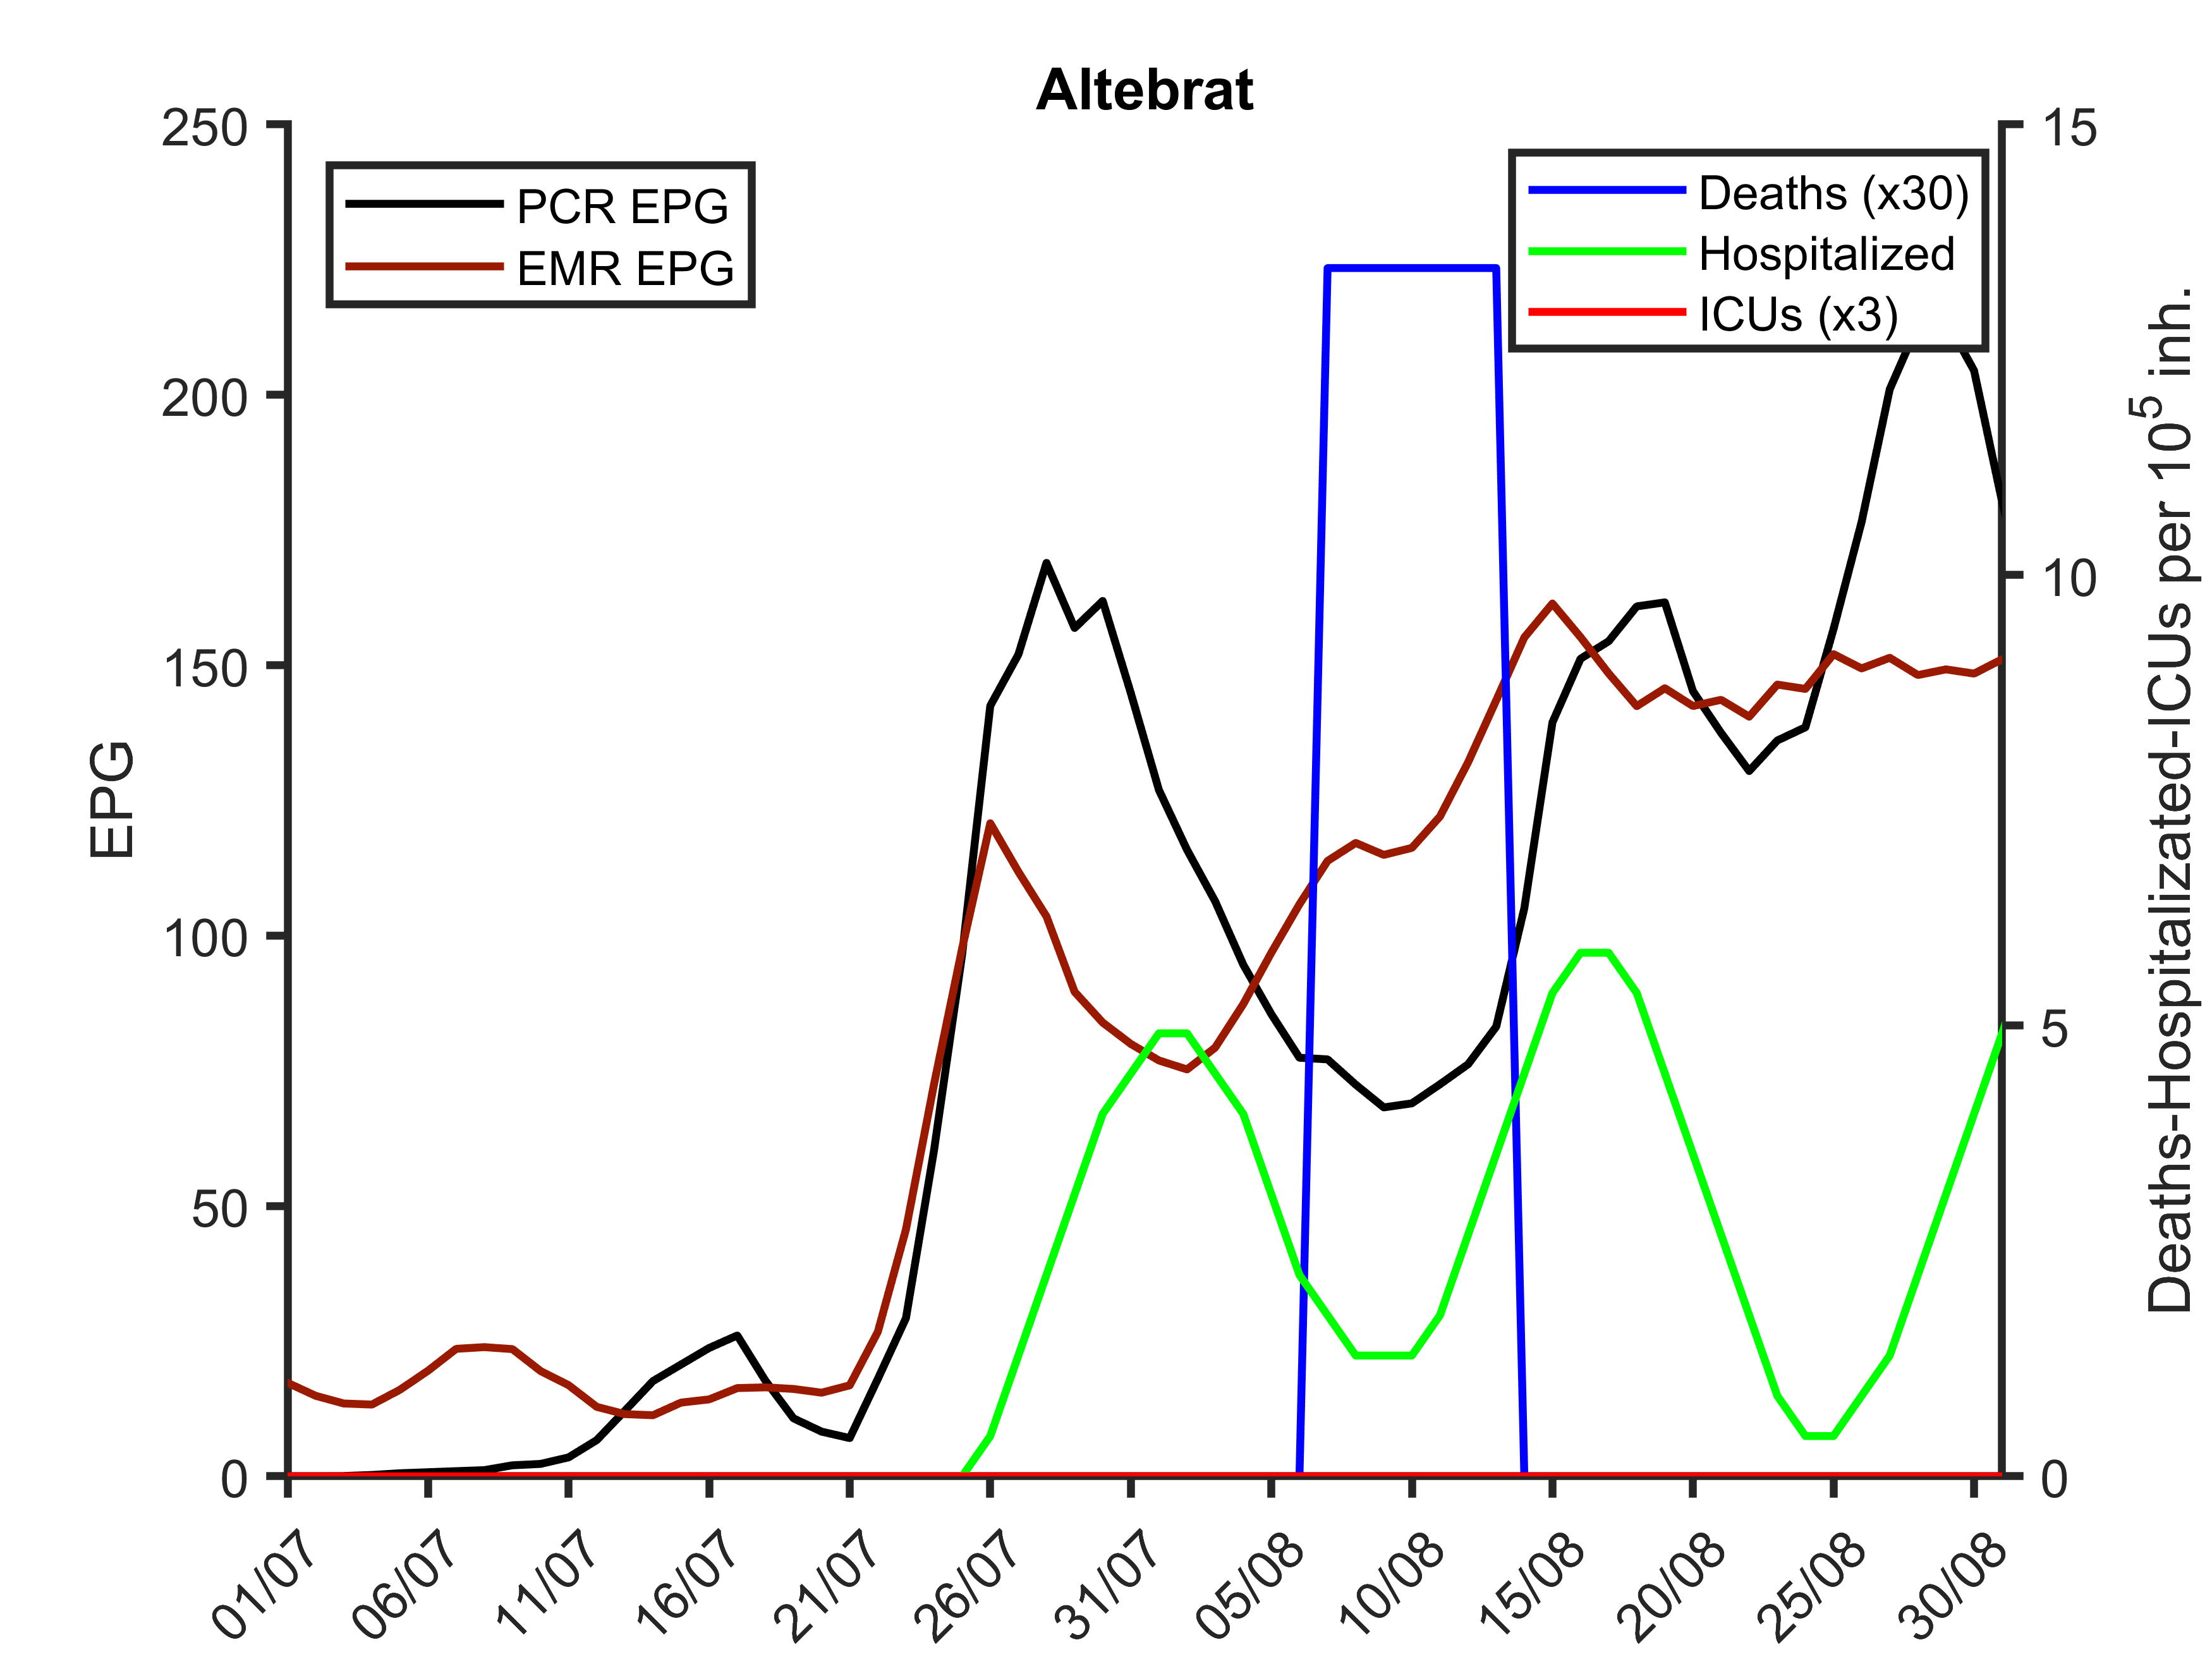 Altebrat
250
200
150
100
50
0
EPG
PCR EPG
EMR EPG
Deaths (x30)
Hospitalized
ICUs (x3)
15
10
5
0
Deaths-Hospitalizated-ICUs per 10⁵ inh.
01/07
06/07
11/07
16/07
21/07
26/07
31/07
05/08
10/08
15/08
20/08
25/08
30/08